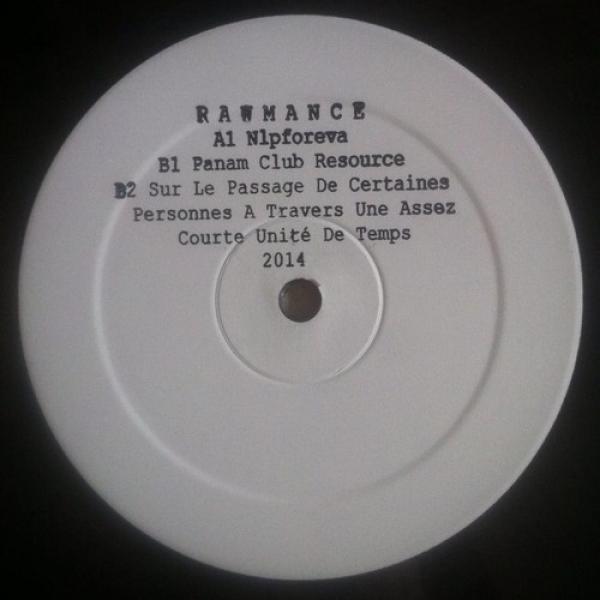 RAWMANCE
A1 Nlpforeva
B1 Panam Club Resource
B2 Sur Le Passage De Certaines
Personnes A Travers Une Assez
Courte Unité De Temps
2014